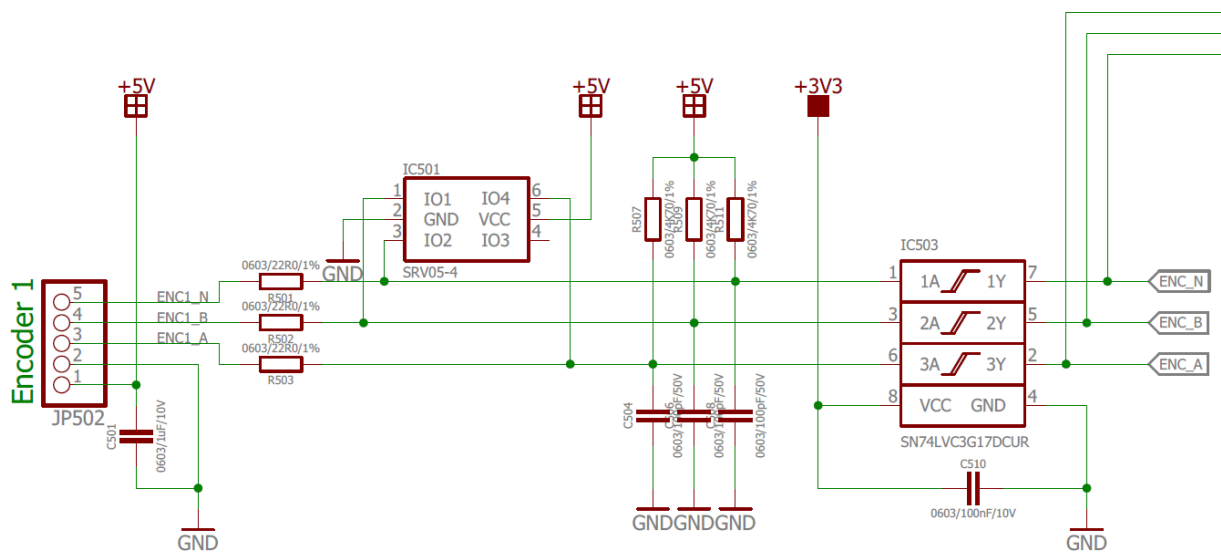 +5V
+5V
+5V
+3V3
IC501
1 IO1 IO4 6
2 GND VCC 5
3 IO2 IO3 4
SRV05-4
GND
R507
0603/4K70/1%
R509
0603/4K70/1%
R511
0603/4K70/1%
IC503
1 1A 1Y 7
3 2A 2Y 5
6 3A 3Y 2
8 VCC GND 4
SN74LVC3G17DCUR
ENC_N
ENC_B
ENC_A
Encoder 1
5
4
3
2
1
JP502
ENC1_N
ENC1_B
ENC1_A
0603/22R0/1%
R501
0603/22R0/1%
R502
0603/22R0/1%
R503
C501
0603/1uF/10V
C504
0603/100pF/50V
C510
0603/100nF/10V
GND
GND
GND
GND
GND